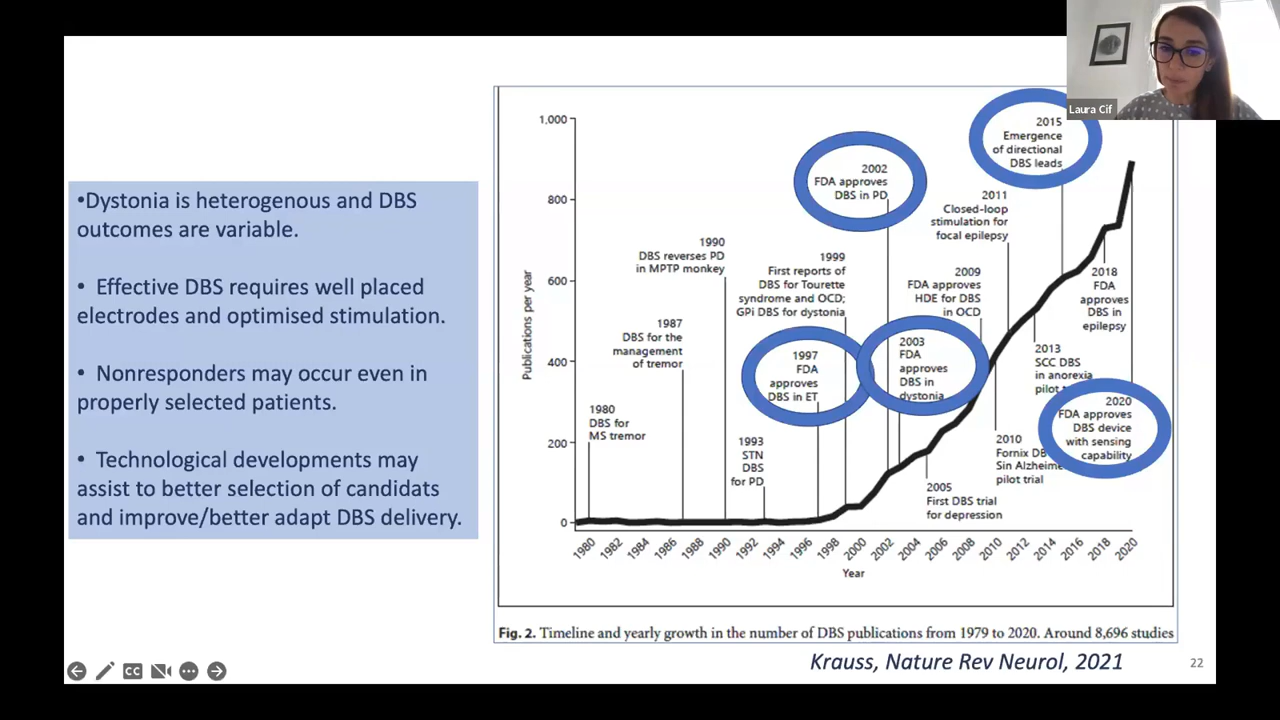 Laura Cif
•Dystonia is heterogenous and DBS
outcomes are variable.
• Effective DBS requires well placed
electrodes and optimised stimulation.
• Nonresponders may occur even in
properly selected patients.
• Technological developments may
assist to better selection of candidats
and improve/better adapt DBS delivery.
Publications per year
1,000
800
600
400
200
0
1980
DBS for
MS tremor
1987
DBS for the
management
of tremor
1990
DBS reverses PD
in MPTP monkey
1993
STN
DBS
for PD
1997
FDA
approves
DBS in ET
1999
First reports of
DBS for Tourette
syndrome and OCD;
GPi DBS for dystonia
2002
FDA approves
DBS in PD
2003
FDA
approves
DBS in
dystonia
2005
First DBS trial
for depression
2009
FDA approves
HDE for DBS
in OCD
2010
Fornix DB
Sin Alzheime
pilot trial
2011
Closed-loop
stimulation for
focal epilepsy
2013
SCC DBS
in anorexia
pilot
2015
Emergence
of directional
DBS leads
2018
FDA
approves
DBS in
epilepsy
2020
FDA approves
DBS device
with sensing
capability
1980 1982 1984 1986 1988 1990 1992 1994 1996 1998 2000 2002 2004 2006 2008 2010 2012 2014 2016 2018 2020
Year
Fig. 2. Timeline and yearly growth in the number of DBS publications from 1979 to 2020. Around 8,696 studies
Krauss, Nature Rev Neurol, 2021
22
CC